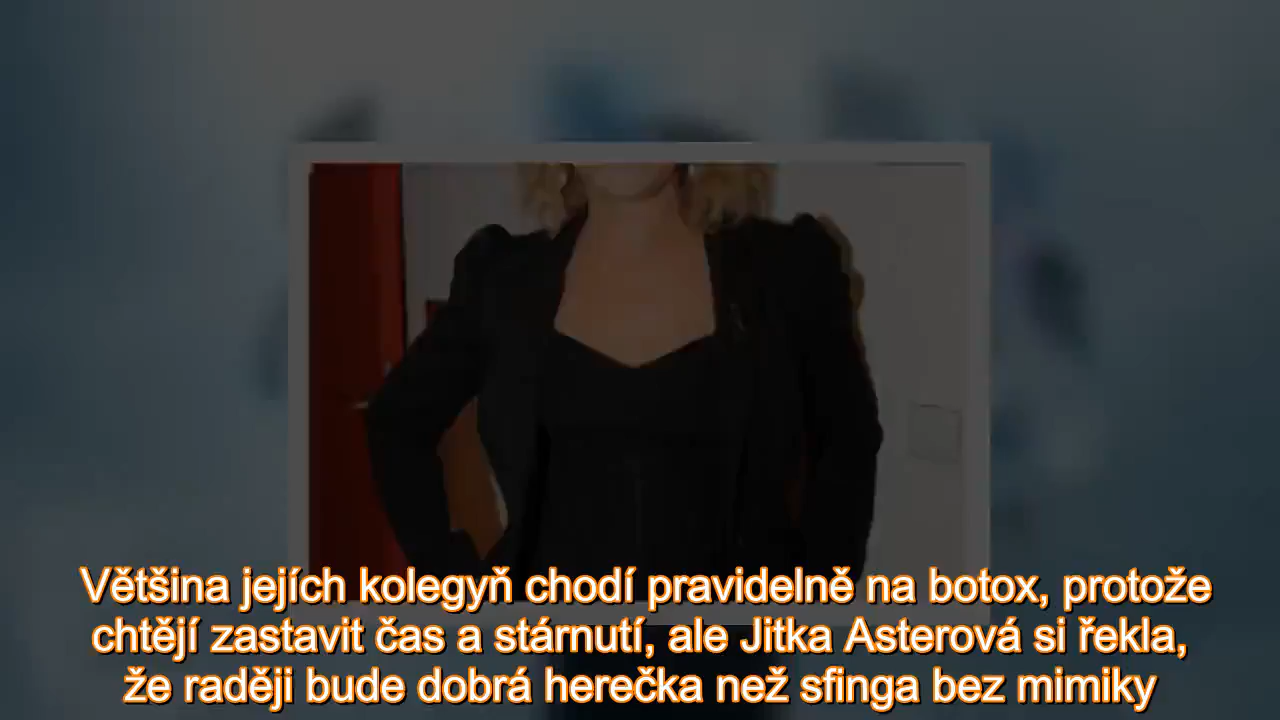 Většina jejích kolegyň chodí pravidelně na botox, protože
chtějí zastavit čas a stárnutí, ale Jitka Asterová si řekla,
že raději bude dobrá herečka než sfinga bez mimiky